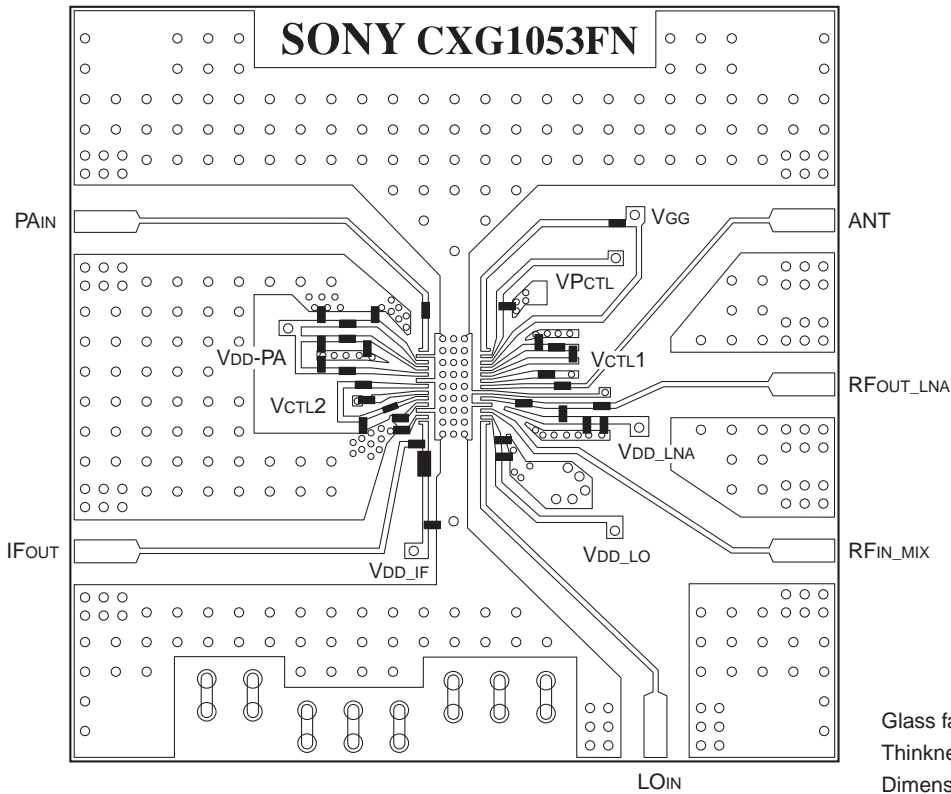 SONY CXG1053FN
PAIN
VGG
ANT
VPCTL
VDD-PA
VCTL1
RFOUT_LNA
VCTL2
VDD_LNA
IFOUT
VDD_IF
VDD_LO
RFIN_MIX
LOIN
Glass fa
Thinkne
Dimens